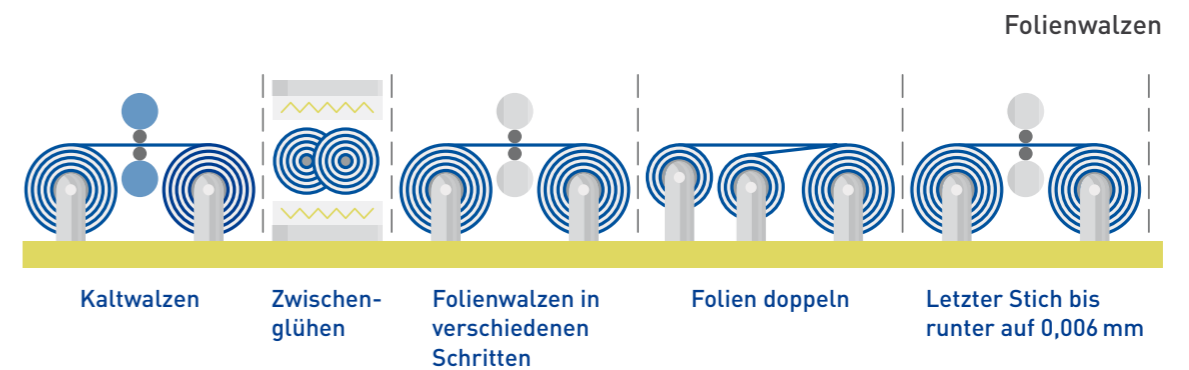 Folienwalzen
Kaltwalzen
Zwischen-
glühen
Folienwalzen in
verschiedenen
Schritten
Folien doppeln
Letzter Stich bis
runter auf 0,006 mm